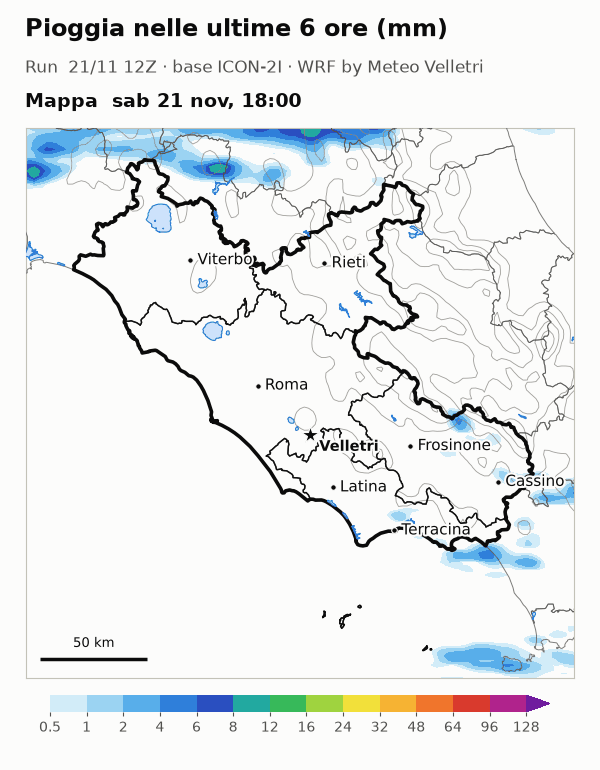 Pioggia nelle ultime 6 ore (mm)
Run 21/11 12Z · base ICON-2I · WRF by Meteo Velletri
Mappa sab 21 nov, 18:00
Viterbo
Rieti
Roma
Velletri
Frosinone
Cassino
Latina
Terracina
50 km
0.5 1 2 4 6 8 12 16 24 32 48 64 96 128